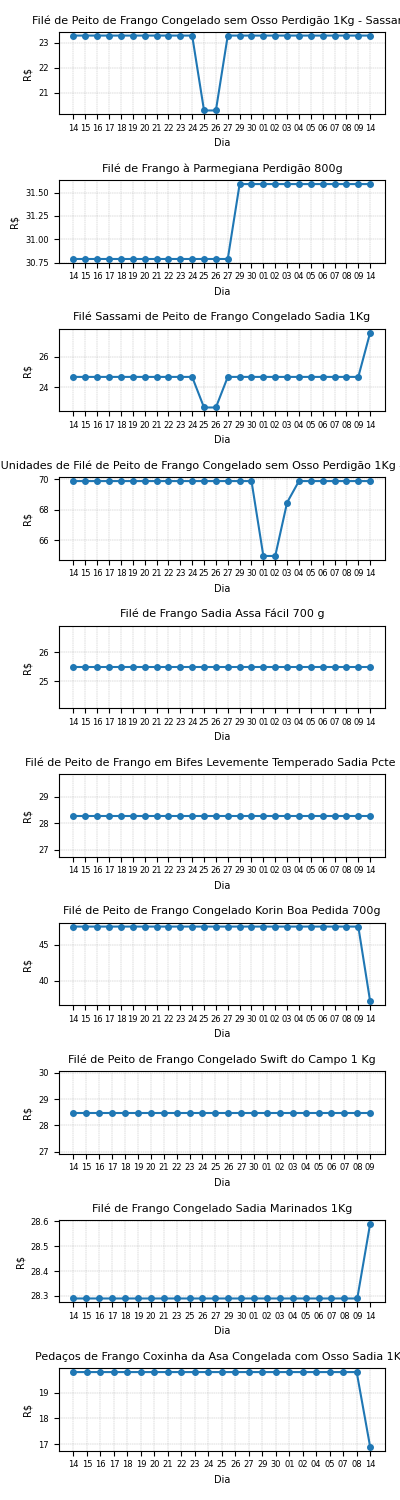 Filé de Peito de Frango Congelado sem Osso Perdigão 1Kg - Sassar
23
22
21
R$
14 15 16 17 18 19 20 21 22 23 24 25 26 27 28 29 30 01 02 03 04 05 06 07 08 09 14
Dia
Filé de Frango à Parmegiana Perdigão 800g
31.50
31.25
31.00
30.75
R$
14 15 16 17 18 19 20 21 22 23 24 25 26 27 29 30 01 02 03 04 05 06 07 08 09 14
Dia
Filé Sassami de Peito de Frango Congelado Sadia 1Kg
26
24
R$
14 15 16 17 18 19 20 21 22 23 24 25 26 27 29 30 01 02 03 04 05 06 07 08 09 14
Dia
Unidades de Filé de Peito de Frango Congelado sem Osso Perdigão 1Kg
70
68
66
R$
14 15 16 17 18 19 20 21 22 23 24 25 26 27 29 30 01 02 03 04 05 06 07 08 09 14
Dia
Filé de Frango Sadia Assa Fácil 700 g
26
25
R$
14 15 16 17 18 19 20 21 22 23 24 25 26 27 29 30 01 02 03 04 05 06 07 08 09 14
Dia
Filé de Peito de Frango em Bifes Levemente Temperado Sadia Pcte
29
28
27
R$
14 15 16 17 18 19 20 21 22 23 24 25 26 27 29 30 01 02 03 04 05 06 07 08 09 14
Dia
Filé de Peito de Frango Congelado Korin Boa Pedida 700g
45
40
R$
14 15 16 17 18 19 20 21 22 23 24 25 26 27 29 30 01 02 03 04 05 06 07 08 09 14
Dia
Filé de Peito de Frango Congelado Swift do Campo 1 Kg
30
29
28
27
R$
14 15 16 17 18 19 20 21 22 23 24 25 26 27 30 01 02 03 04 05 06 07 08 09
Dia
Filé de Frango Congelado Sadia Marinados 1Kg
28.6
28.5
28.4
28.3
R$
14 15 16 17 18 19 20 21 22 23 24 25 26 27 29 30 01 02 04 05 06 07 09 14
Dia
Pedaços de Frango Coxinha da Asa Congelada com Osso Sadia 1K
19
18
17
R$
14 15 16 17 18 19 20 21 22 23 24 25 26 27 29 30 01 02 04 05 07 08 14
Dia